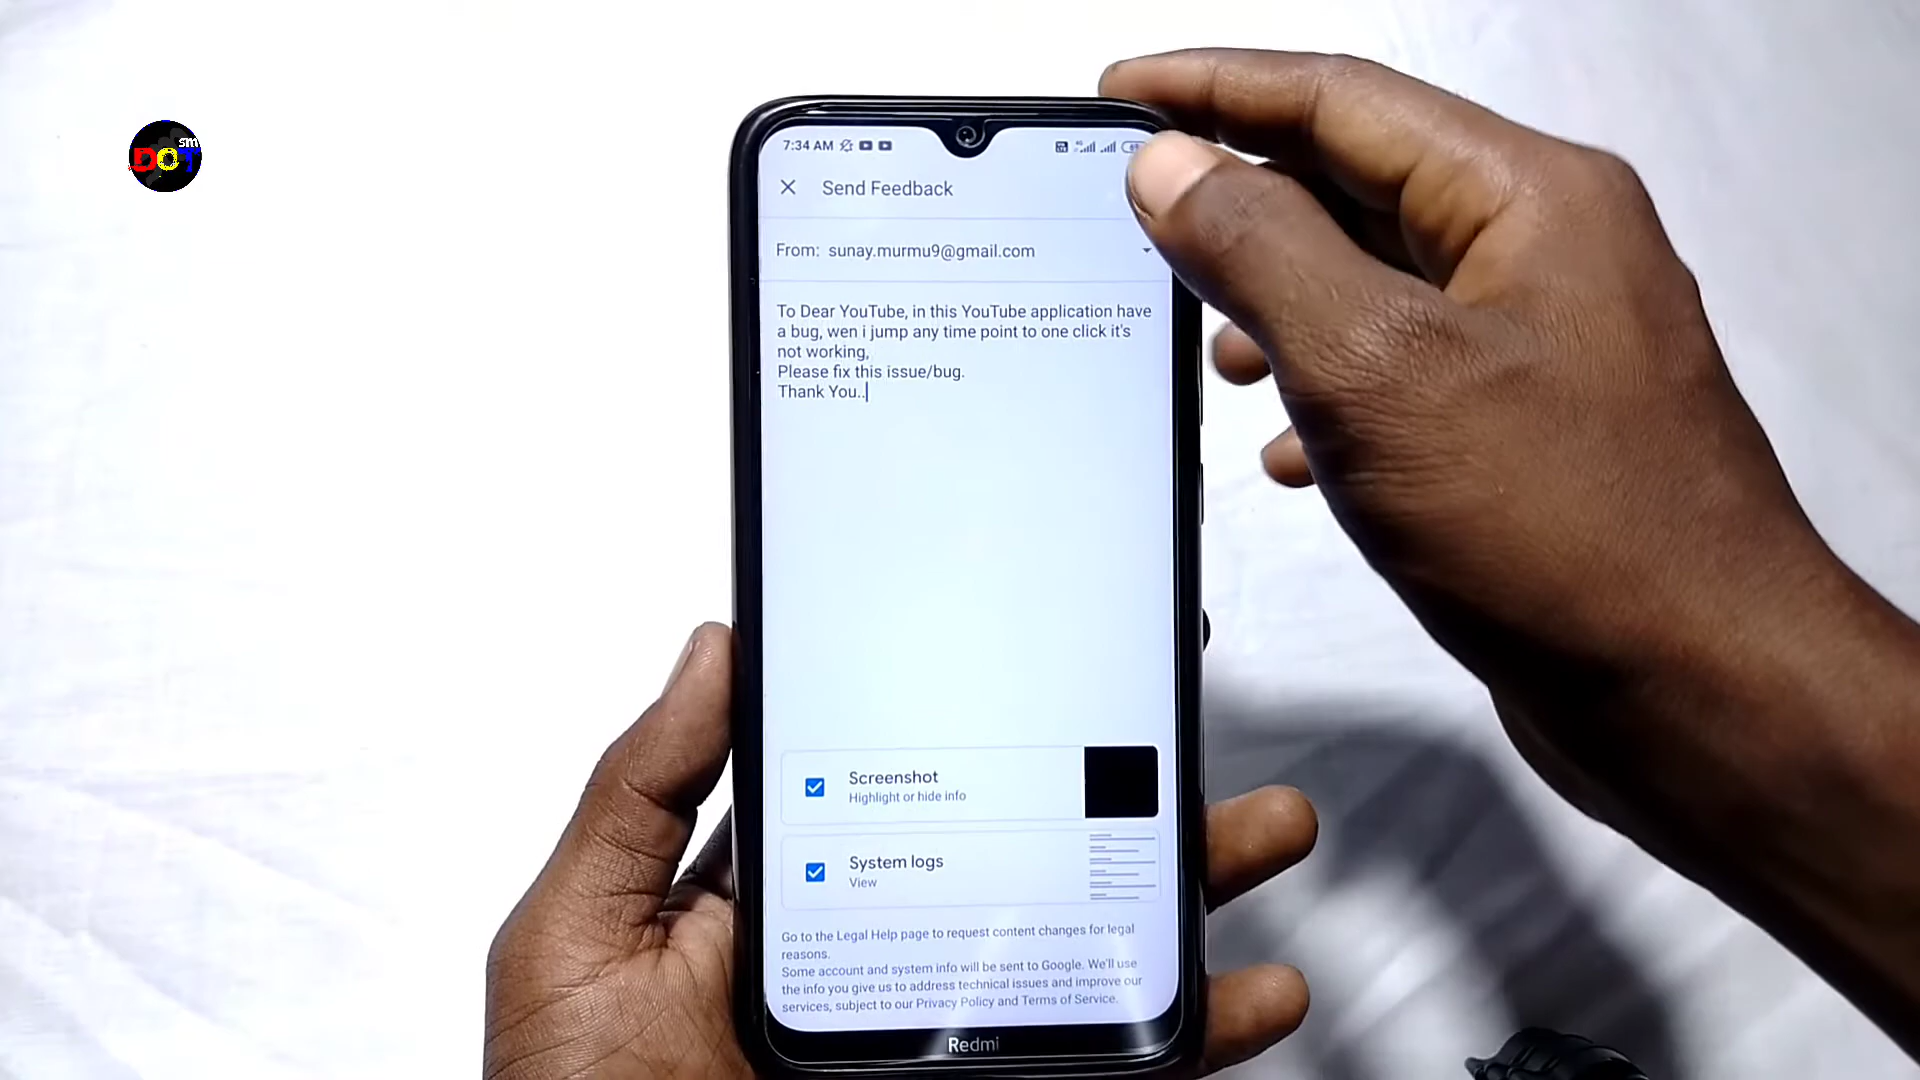 sm
DOT
7:34 AM
Send Feedback
From: sunay.murmu9@gmail.com
To Dear YouTube, in this YouTube application have
a bug, wen i jump any time point to one click it's
not working,
Please fix this issue/bug.
Thank You..
Screenshot
Highlight or hide info
System logs
View
Go to the Legal Help page to request content changes for legal
reasons.
Some account and system info will be sent to Google. We'll use
the info you give us to address technical issues and improve our
services, subject to our Privacy Policy and Terms of Service.
Redmi